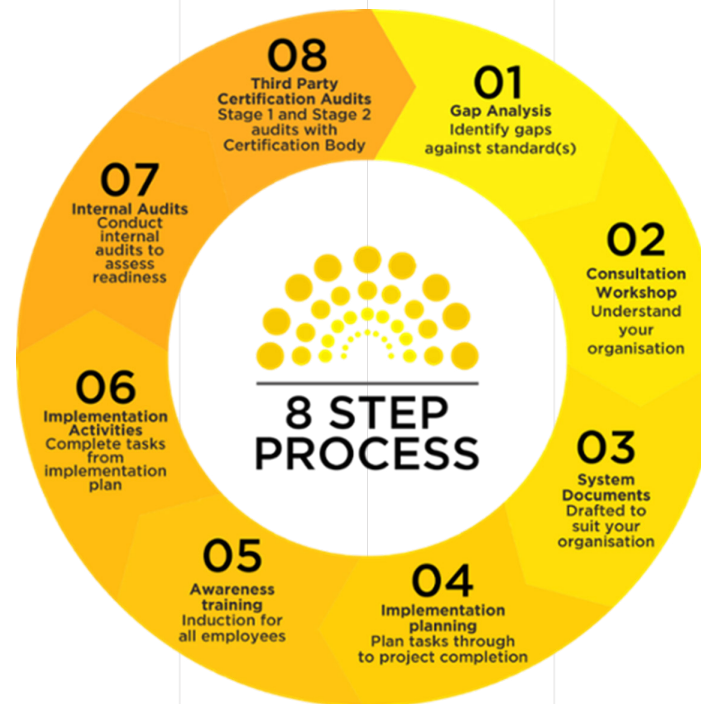 01
Gap Analysis
Identify gaps
against standard(s)
02
Consultation
Workshop
Understand
your
organisation
03
System
Documents
Drafted to
suit your
organisation
04
Implementation
planning
Plan tasks through
to project completion
05
Awareness
training
Induction for
all employees
06
Implementation
Activities
Complete tasks
from
implementation
plan
07
Internal Audits
Conduct
internal
audits to
assess
readiness
08
Third Party
Certification Audits
Stage 1 and Stage 2
audits with
Certification Body
8 STEP
PROCESS